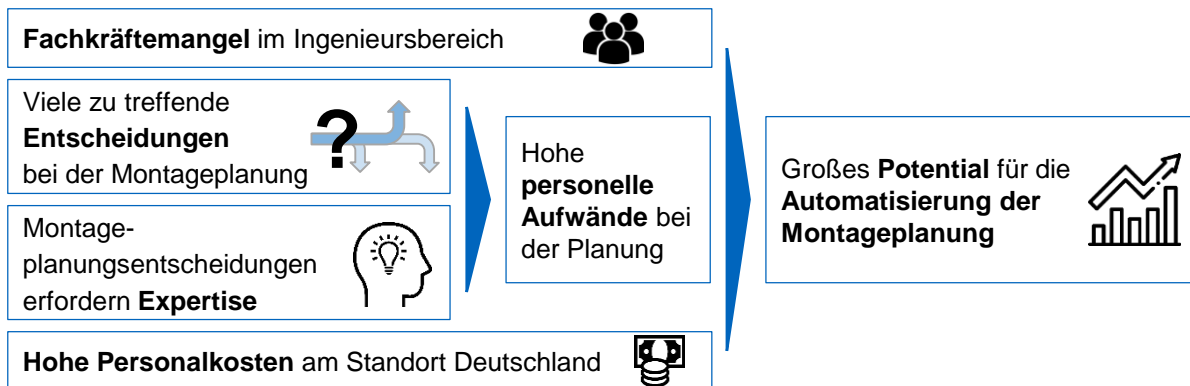 Fachkräftemangel im Ingenieursbereich
Viele zu treffende
Entscheidungen
bei der Montageplanung
?
Montage-
planungsentscheidungen
erfordern Expertise
Hohe Personalkosten am Standort Deutschland
Hohe
personelle
Aufwände bei
der Planung
Großes Potential für die
Automatisierung der
Montageplanung